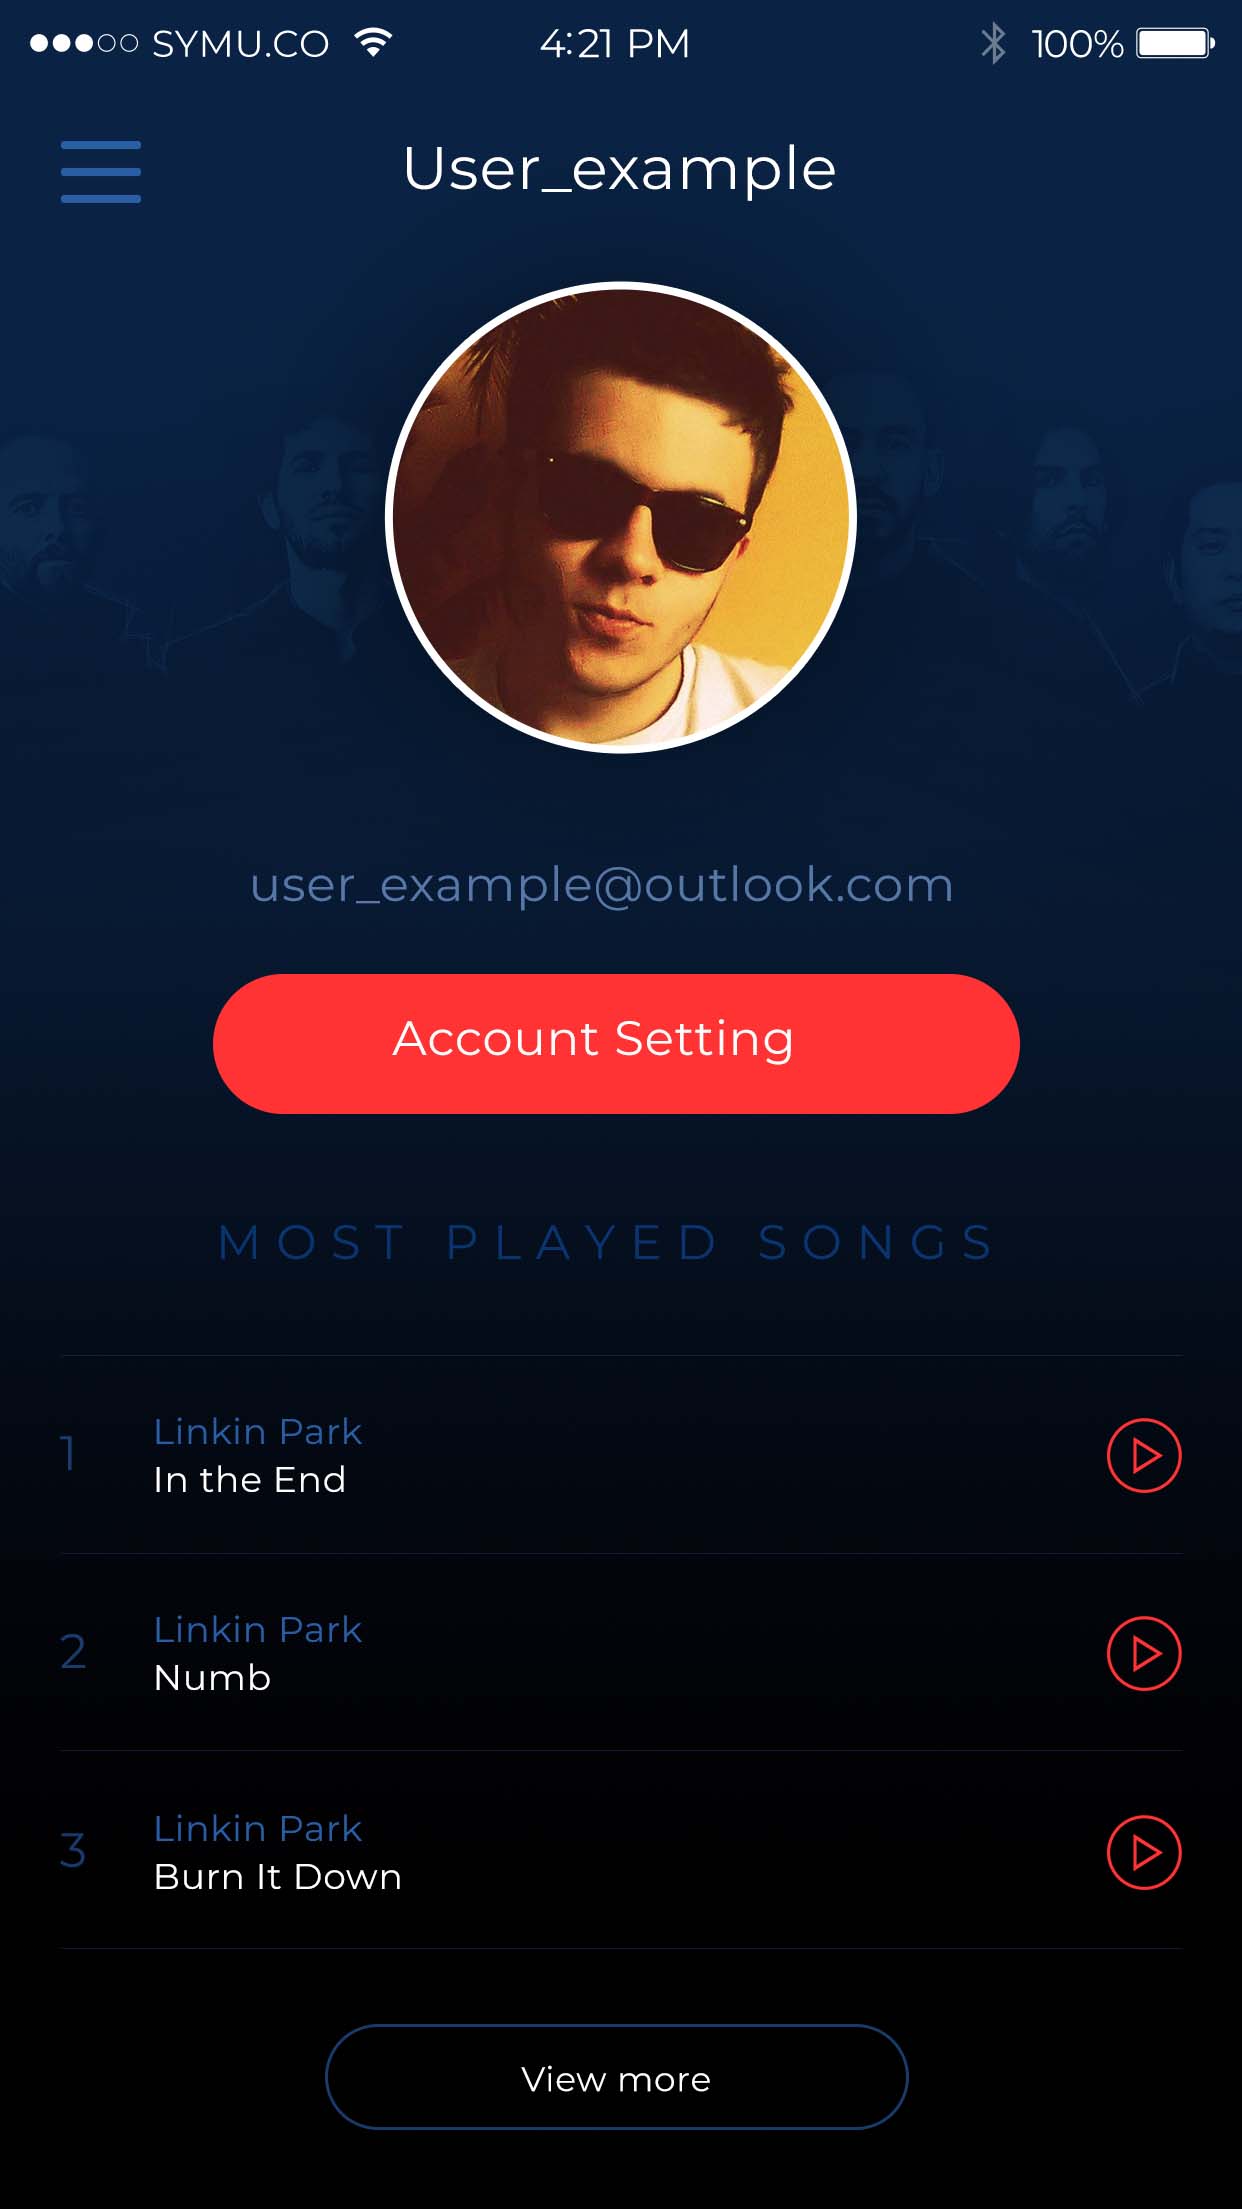 SYMU.CO 4:21 PM 100%
User_example
user_example@outlook.com
Account Setting
MOST PLAYED SONGS
1
Linkin Park
In the End
2
Linkin Park
Numb
3
Linkin Park
Burn It Down
View more